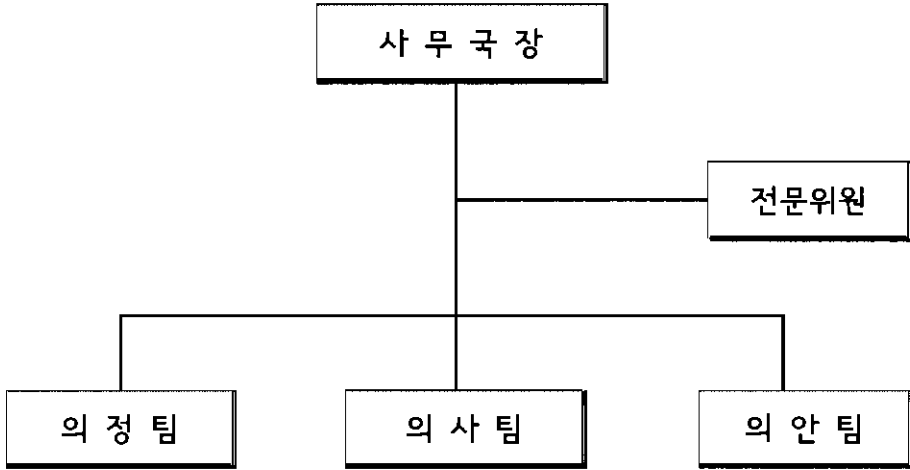 사 무 국 장
전문위원
의 정 팀
의 사 팀
의 안 팀